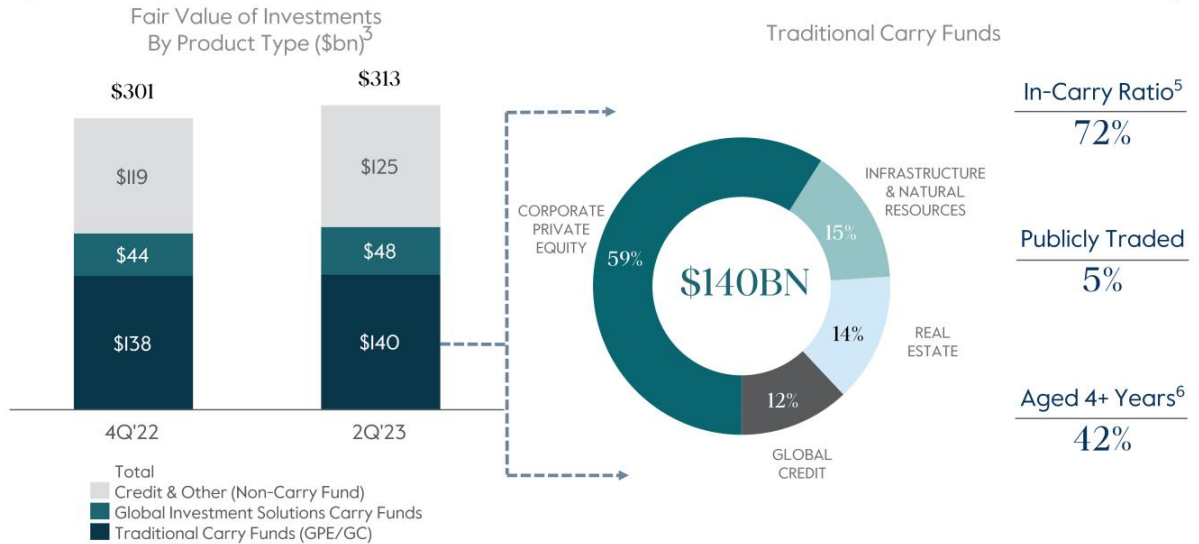 Fair Value of Investments
By Product Type ($bn)3
$301
$313
$119
$125
$44
$48
$138
$140
4Q'22
2Q'23
Total
Credit & Other (Non-Carry Fund)
Global Investment Solutions Carry Funds
Traditional Carry Funds (GPE/GC)
Traditional Carry Funds
CORPORATE
PRIVATE
EQUITY
59%
INFRASTRUCTURE
& NATURAL
RESOURCES
15%
$140BN
14%
REAL
ESTATE
12%
GLOBAL
CREDIT
In-Carry Ratio5
72%
Publicly Traded
5%
Aged 4+ Years6
42%